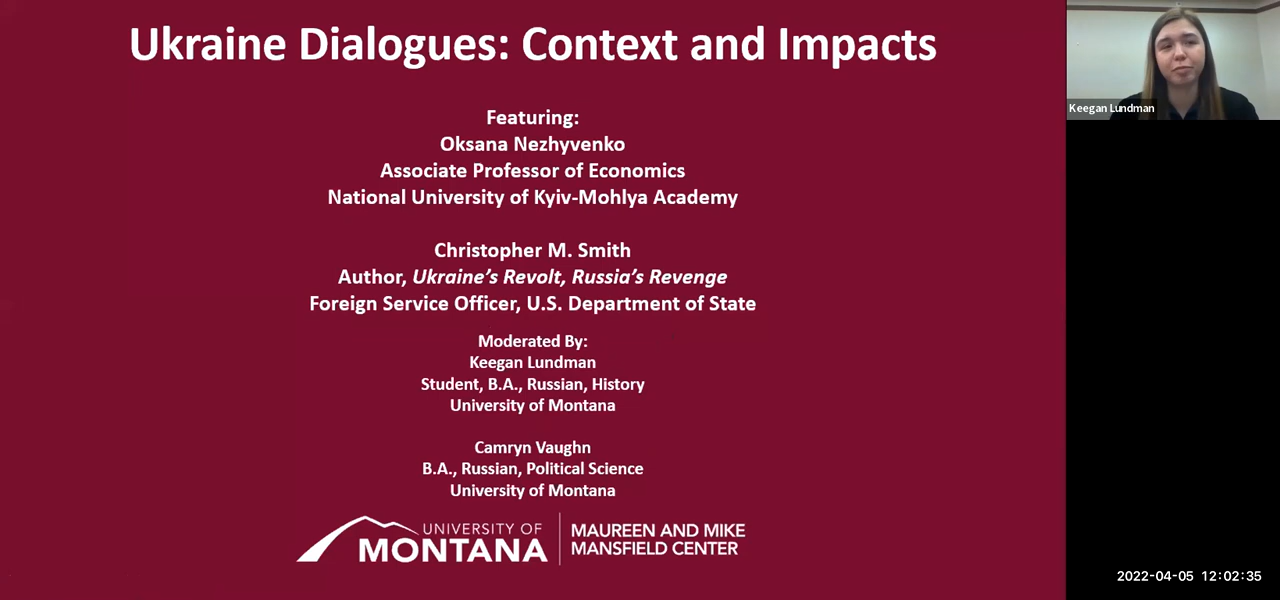 Ukraine Dialogues: Context and Impacts
Featuring:
Oksana Nezhyvenko
Associate Professor of Economics
National University of Kyiv-Mohlya Academy
Christopher M. Smith
Author, Ukraine's Revolt, Russia's Revenge
Foreign Service Officer, U.S. Department of State
Moderated By:
Keegan Lundman
Student, B.A., Russian, History
University of Montana
Camryn Vaughn
B.A., Russian, Political Science
University of Montana
UNIVERSITY OF
MONTANA
MAUREEN AND MIKE
MANSFIELD CENTER
Keegan Lundman
2022-04-05 12:02:35